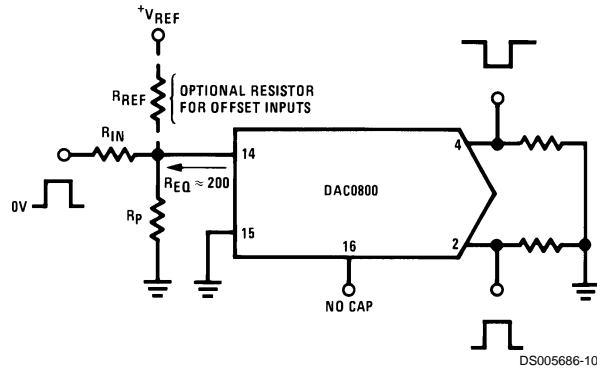 +VREF
RREF
OPTIONAL RESISTOR
FOR OFFSET INPUTS
RIN
14
4
REQ ≈ 200
DAC0800
0V
RP
15
16
2
NO CAP
DS005686-10